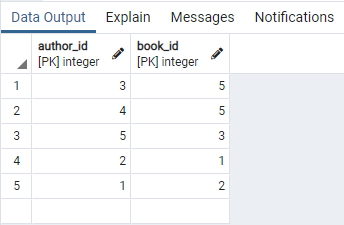 Data Output Explain Messages Notifications
author_id book_id
[PK] integer [PK] integer
1 3 5
2 4 5
3 5 3
4 2 1
5 1 2